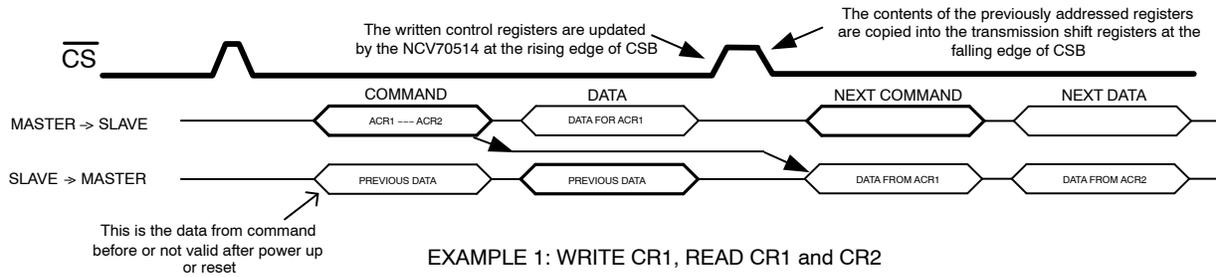 The written control registers are updated
by the NCV70514 at the rising edge of CSB
The contents of the previously addressed registers
are copied into the transmission shift registers at the
falling edge of CSB
CS
COMMAND
DATA
NEXT COMMAND
NEXT DATA
MASTER -> SLAVE
ACR1 --- ACR2
DATA FOR ACR1
SLAVE -> MASTER
PREVIOUS DATA
PREVIOUS DATA
DATA FROM ACR1
DATA FROM ACR2
This is the data from command
before or not valid after power up
or reset
EXAMPLE 1: WRITE CR1, READ CR1 and CR2